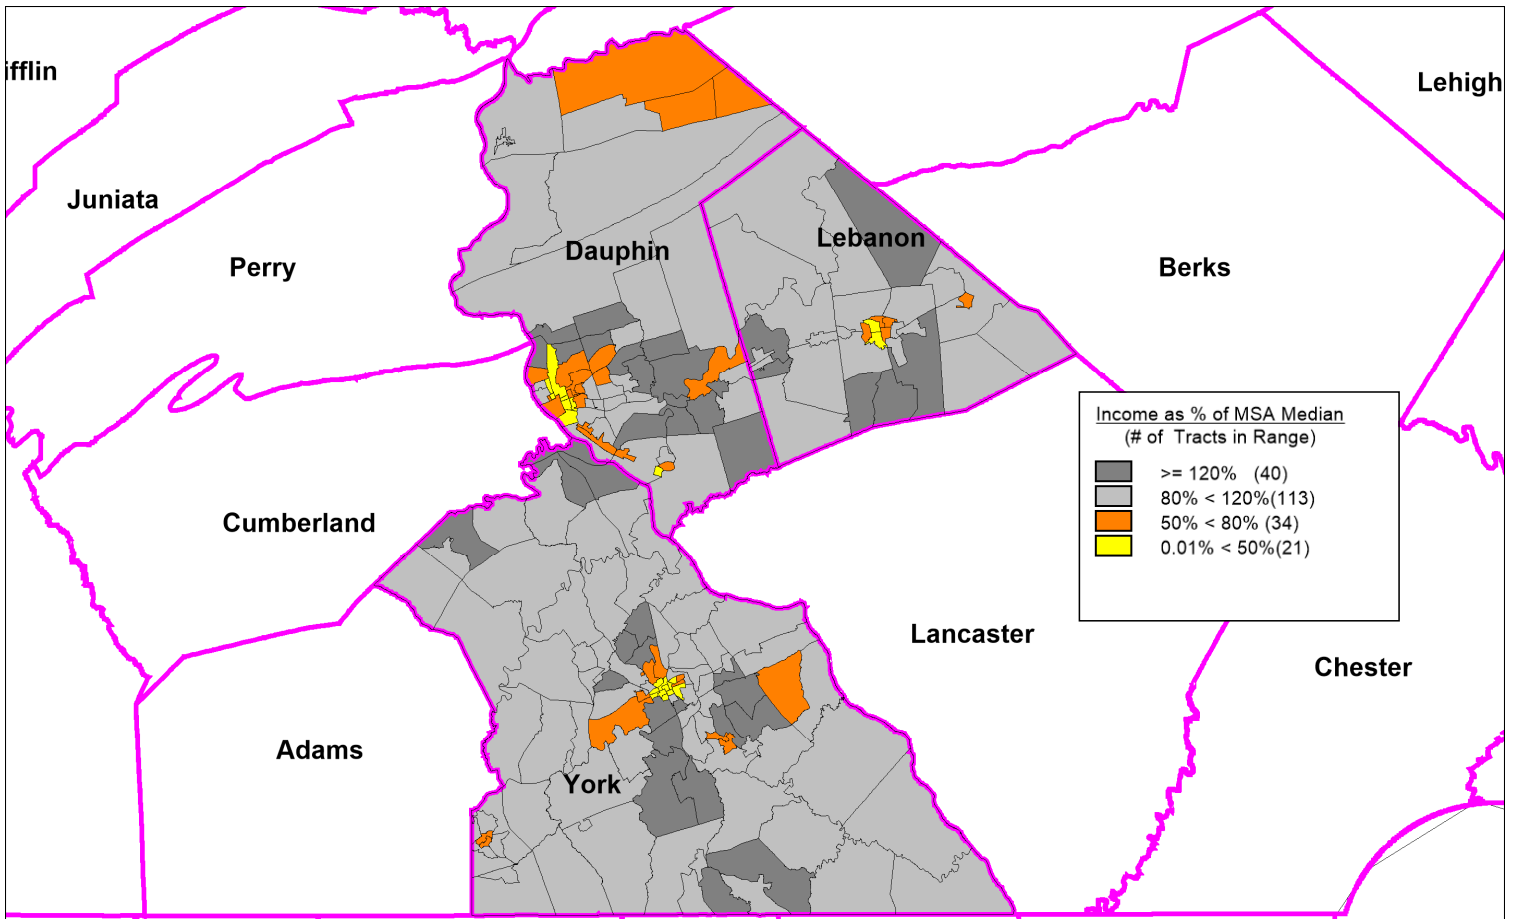 ifflin
Lehigh
Juniata
Dauphin
Lebanon
Perry
Berks
Income as % of MSA Median
(# of Tracts in Range)
>= 120% (40)
80% < 120%(113)
50% < 80% (34)
0.01% < 50%(21)
Cumberland
Lancaster
Chester
Adams
York